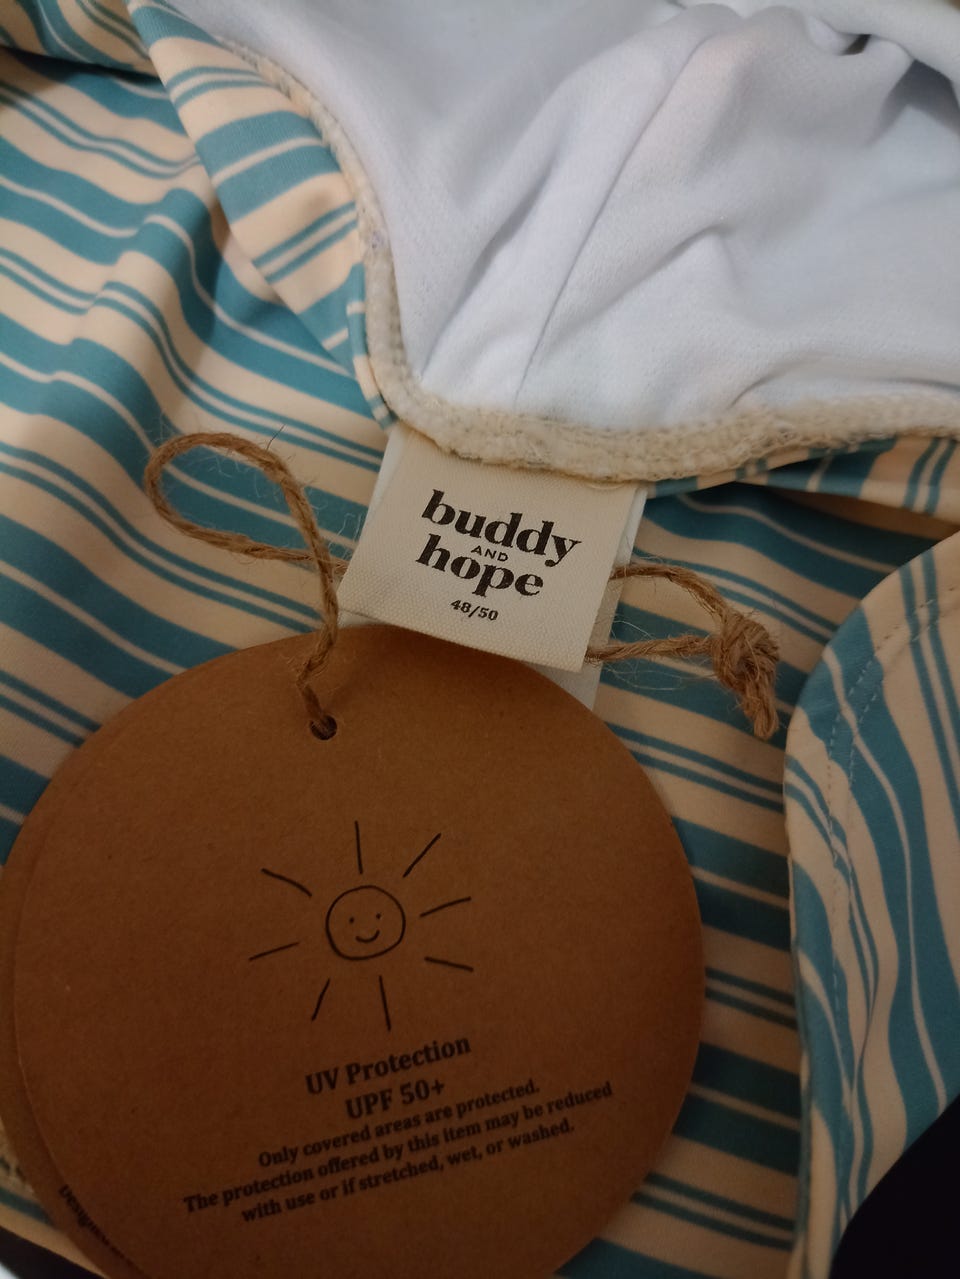 buddy
AND
hope
48/50
UV Protection
UPF 50+
Only covered areas are protected.
The protection offered by this item may be reduced
with use or if stretched, wet, or washed.